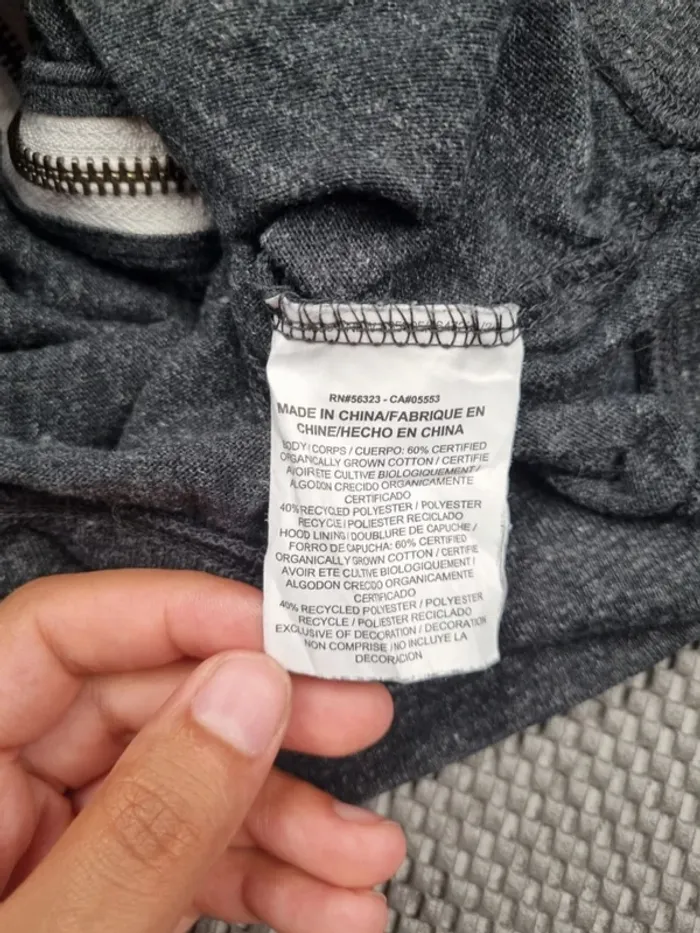 RN#56323 - CA#05553
MADE IN CHINA/FABRIQUE EN
CHINE/HECHO EN CHINA
BODY / CORPS / CUERPO: 60% CERTIFIED
ORGANICALLY GROWN COTTON / CERTIFIE
AVOIR ETE CULTIVE BIOLOGIQUEMENT /
ALGODON CRECIDO ORGANICAMENTE
CERTIFICADO
40% RECYCLED POLYESTER / POLYESTER
RECYCLE / POLIESTER RECICLADO
HOOD LINING / DOUBLURE DE CAPUCHE /
FORRO DE CAPUCHA: 60% CERTIFIED
ORGANICALLY GROWN COTTON / CERTIFIE
AVOIR ETE CULTIVE BIOLOGIQUEMENT /
ALGODON CRECIDO ORGANICAMENTE
CERTIFICADO
40% RECYCLED POLYESTER / POLYESTER
RECYCLE / POLIESTER RECICLADO
EXCLUSIVE OF DECORATION / DECORATION
NON COMPRISE / NO INCLUYE LA
DECORACION